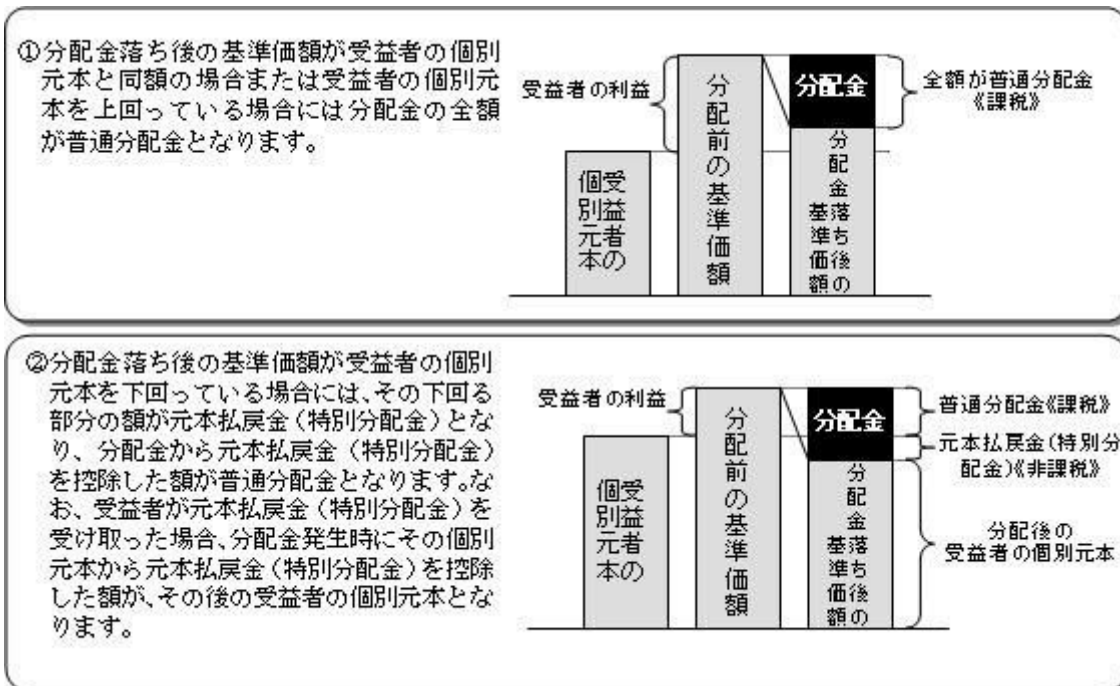 ①分配金落ち後の基準価額が受益者の個別
元本と同額の場合または受益者の個別元
本を上回っている場合には分配金の全額
が普通分配金となります。
受益者の利益
分配前の基準価額
分配金
全額が普通分配金
《課税》
受益者の
個別元本
分配金落ち後の
基準価額
②分配金落ち後の基準価額が受益者の個別
元本を下回っている場合には、その下回る
部分の額が元本払戻金(特別分配金)とな
り、分配金から元本払戻金(特別分配金)
を控除した額が普通分配金となります。な
お、受益者が元本払戻金(特別分配金)を
受け取った場合、分配金発生時にその個別
元本から元本払戻金(特別分配金)を控除
した額が、その後の受益者の個別元本とな
ります。
受益者の利益
分配前の基準価額
分配金
普通分配金《課税》
元本払戻金(特別分
配金)《非課税》
受益者の
個別元本
分配金落ち後の
基準価額
分配後の
受益者の個別元本